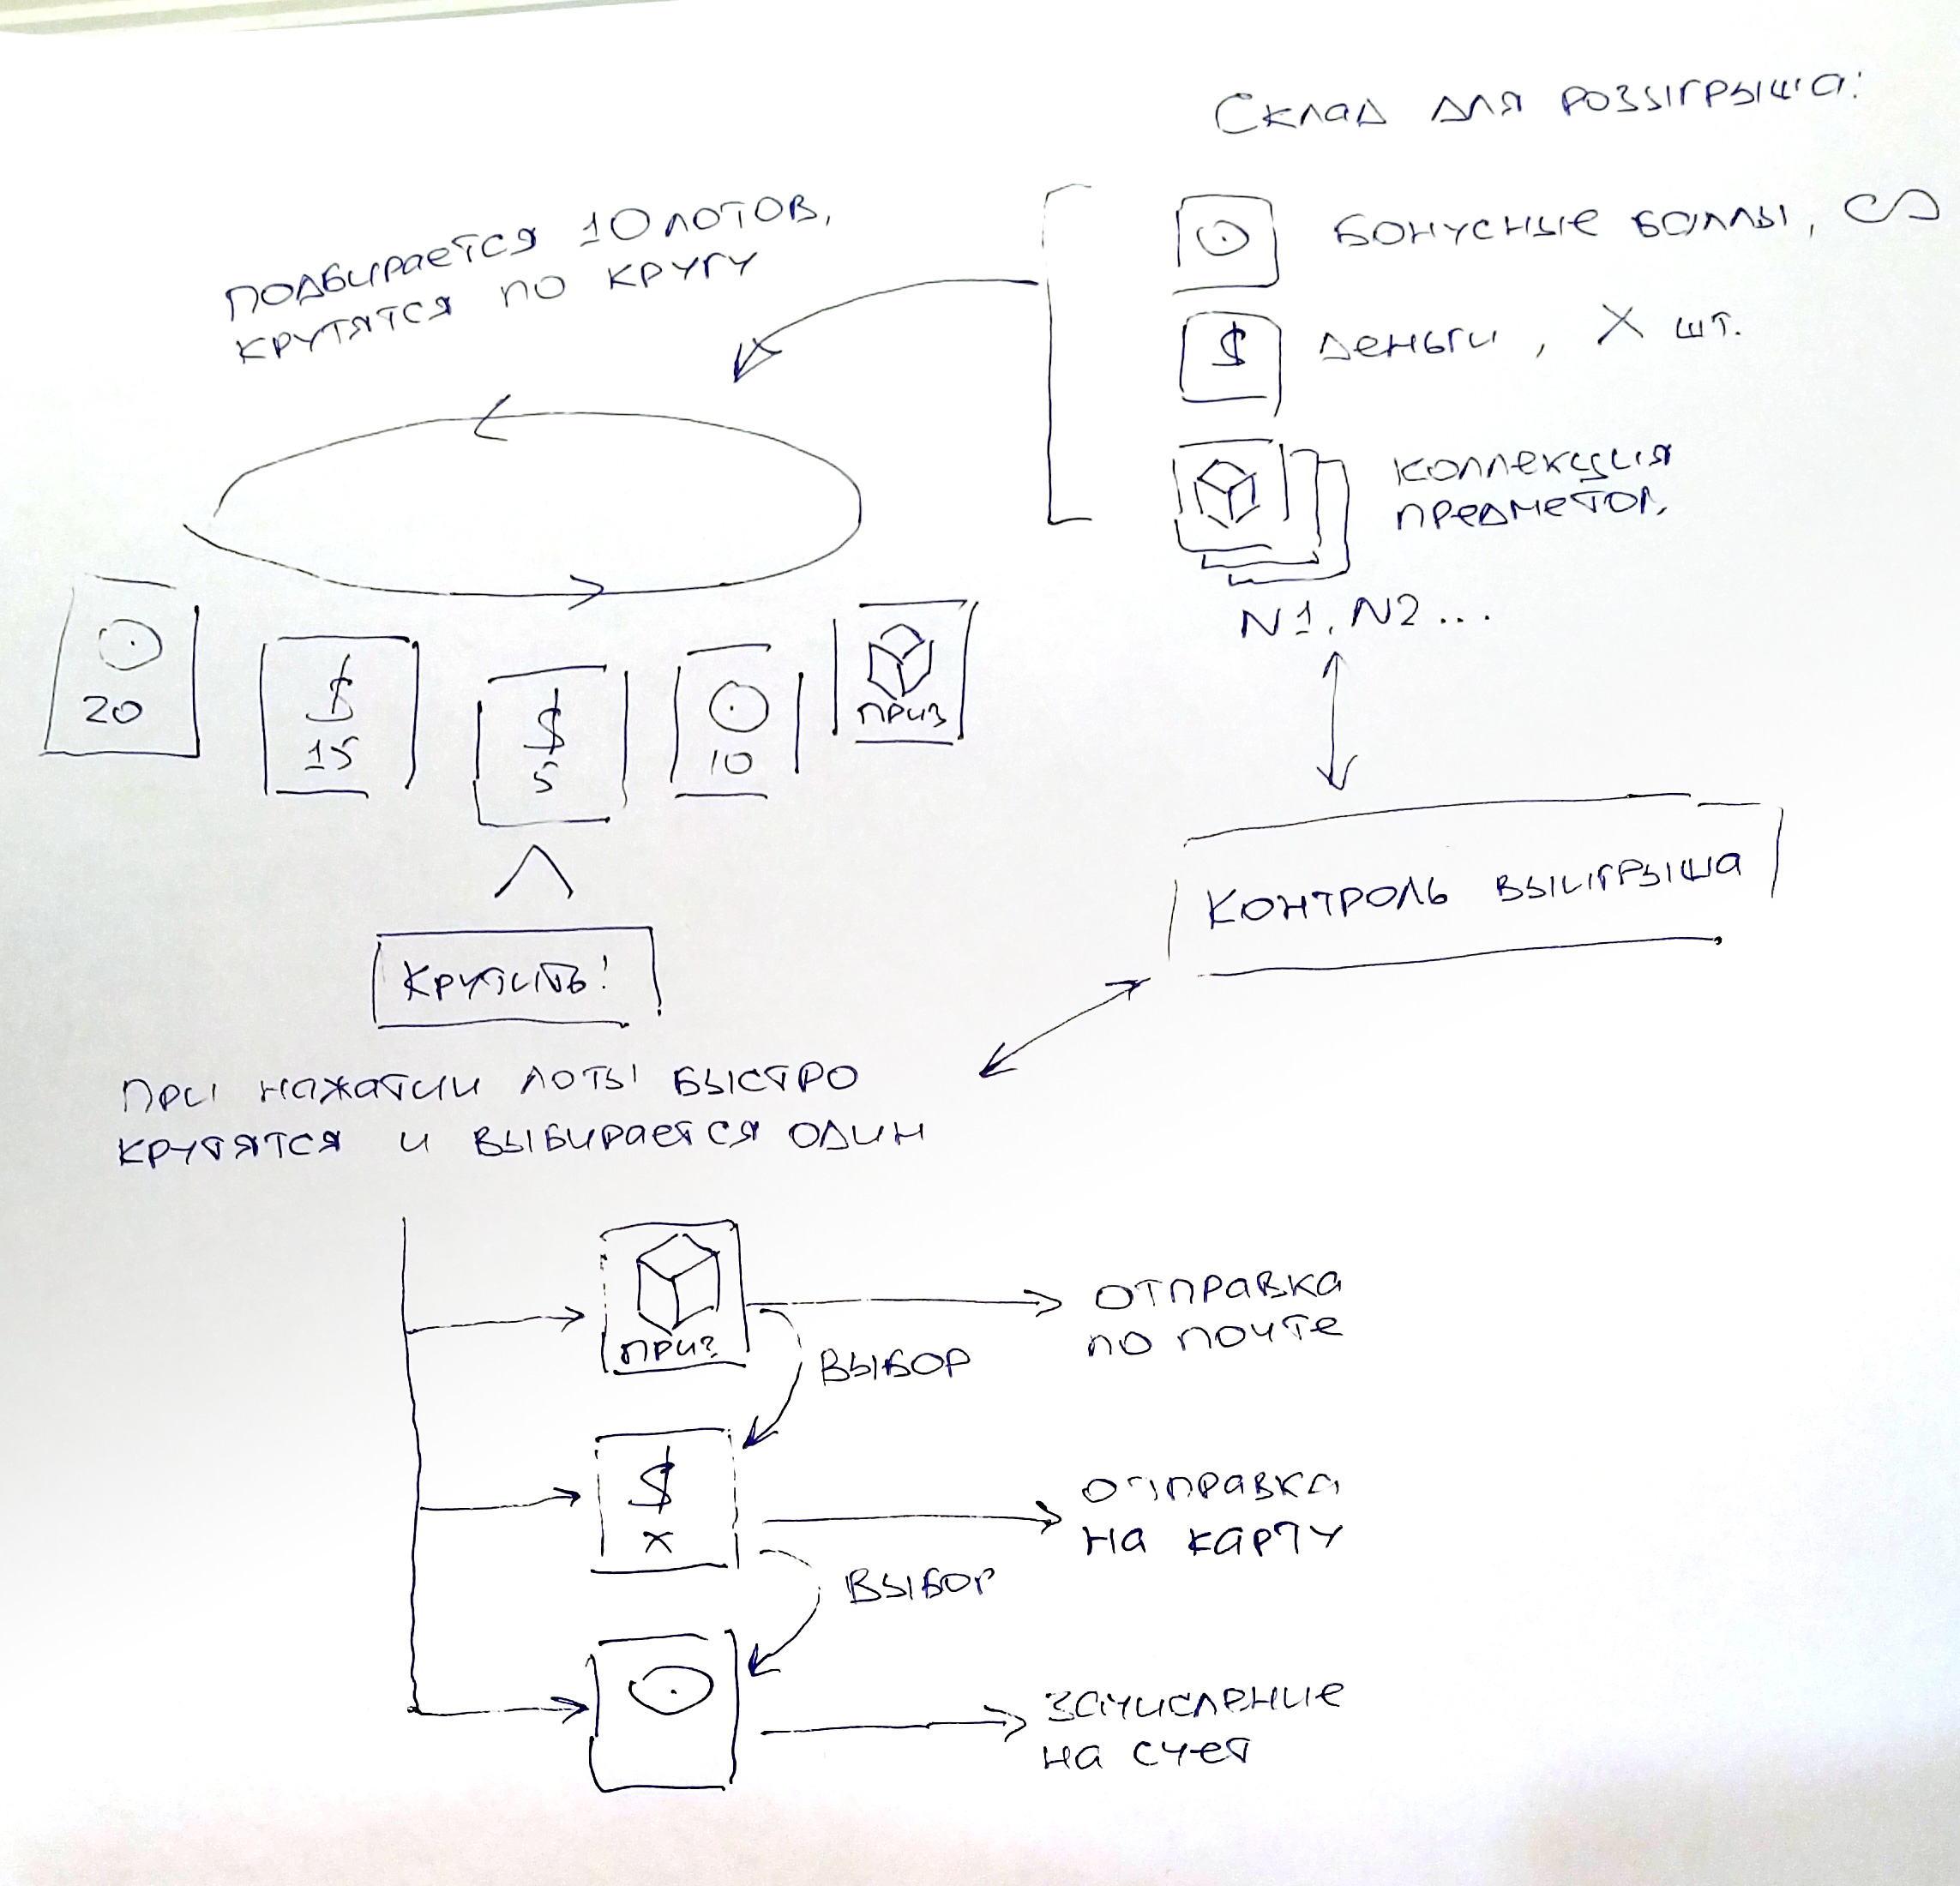 Склад для розыгрыша:
подбирается 10 лотов,
крутятся по кругу
бонусные баллы, ∞
$ деньги, X шт.
коллекция
предметов,
N1, N2...
20
$
15
$
5
10
приз
Крутить!
Контроль выигрыша
При нажатии лоты быстро
крутятся и выбирается один
приз
отправка
по почте
выбор
$
x
отправка
на карту
выбор
зачисление
на счет